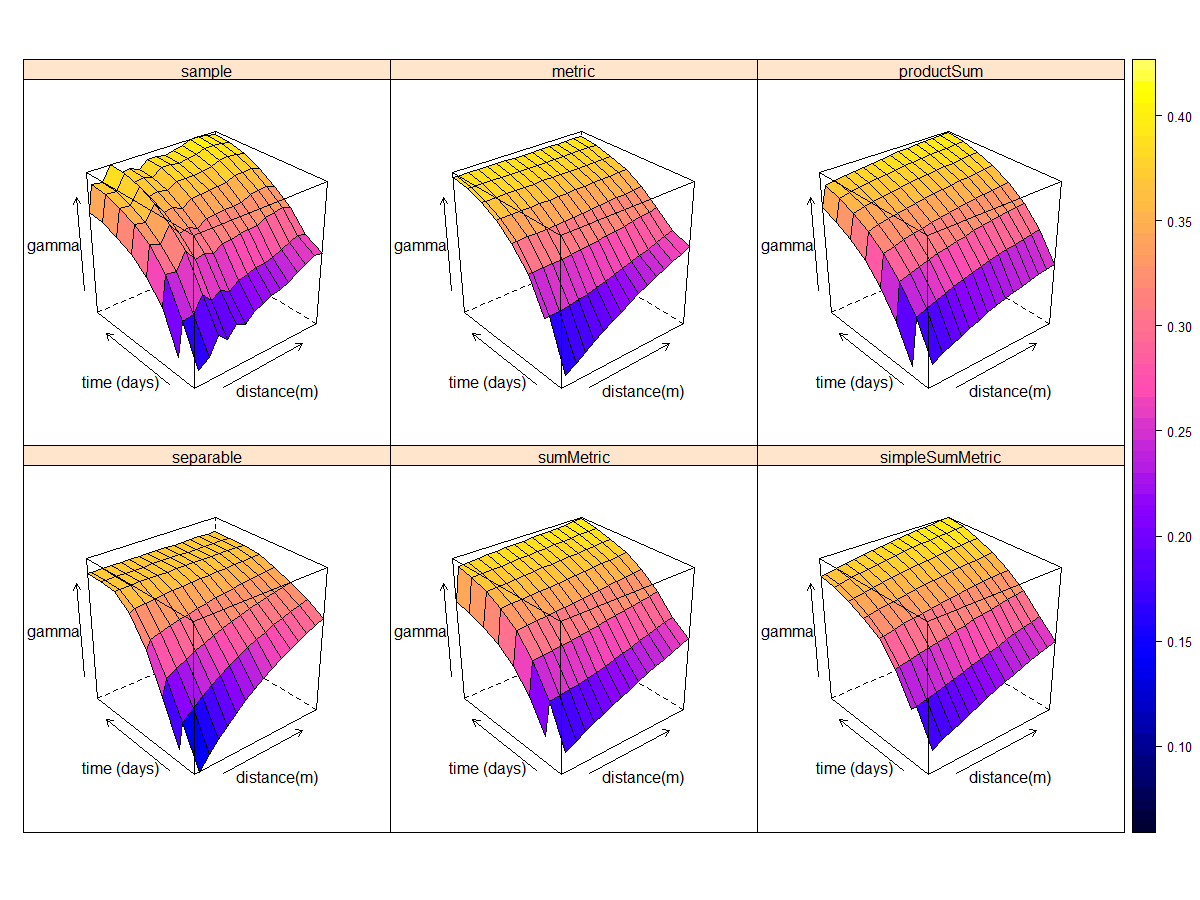 sample
metric
productSum
gamma
time (days)
distance(m)
gamma
time (days)
distance(m)
gamma
time (days)
distance(m)
separable
sumMetric
simpleSumMetric
gamma
time (days)
distance(m)
gamma
time (days)
distance(m)
gamma
time (days)
distance(m)
0.40
0.35
0.30
0.25
0.20
0.15
0.10